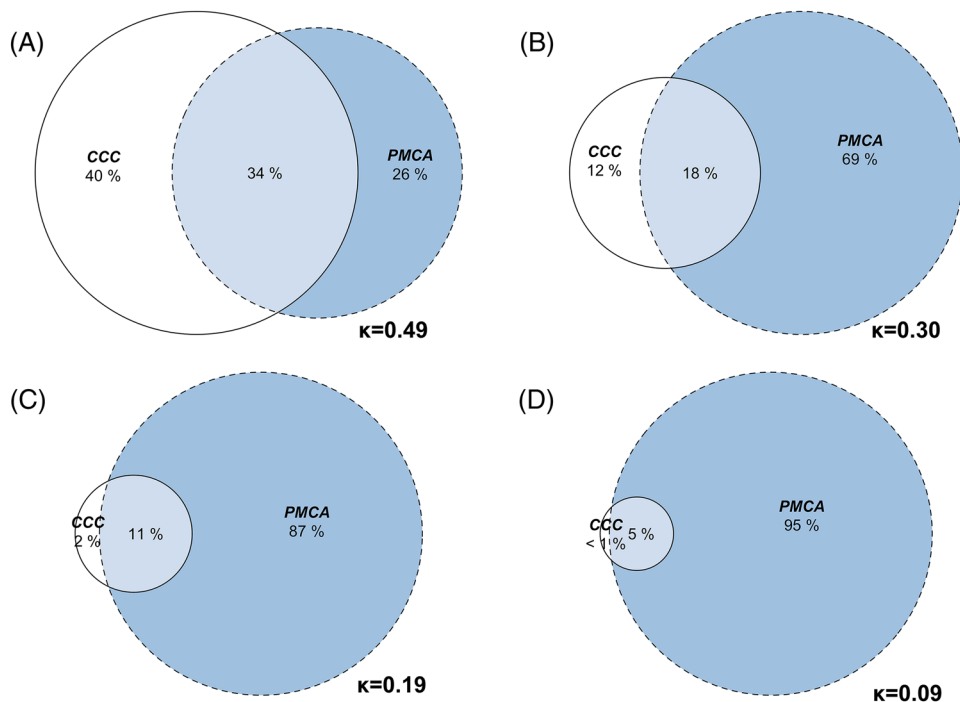 (A)
CCC
40 %
34 %
PMCA
26 %
κ=0.49
(B)
CCC
12 %
18 %
PMCA
69 %
κ=0.30
(C)
CCC
2 %
11 %
PMCA
87 %
κ=0.19
(D)
CCC
< 1 %
5 %
PMCA
95 %
κ=0.09